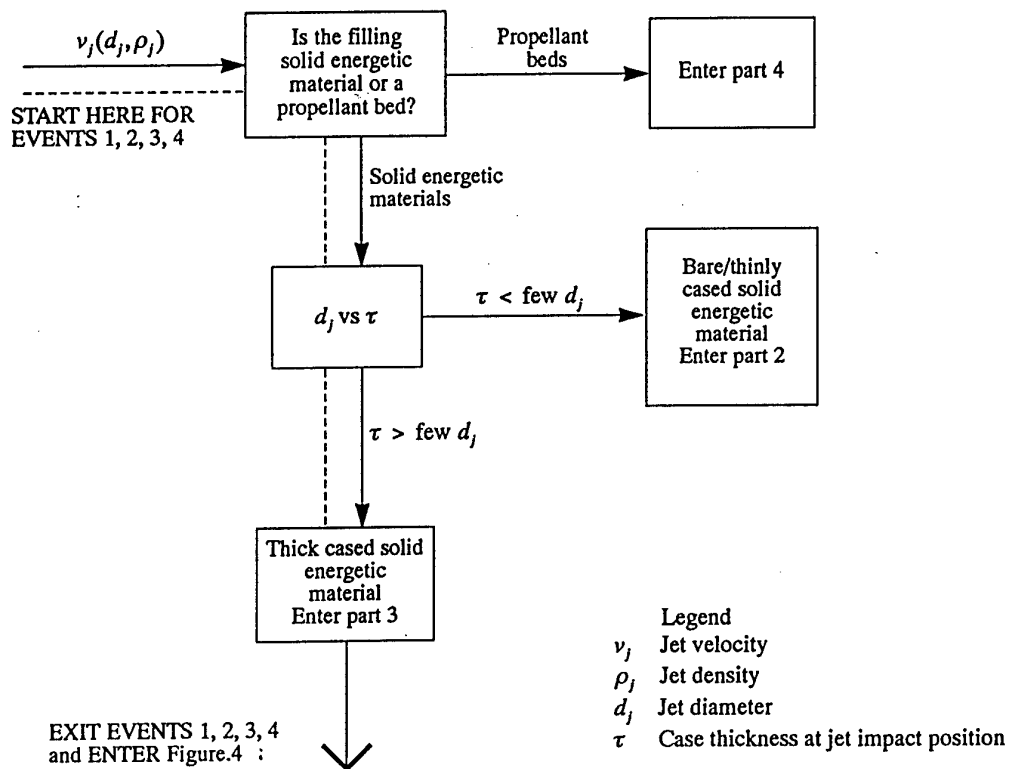 v_j(d_j,ρ_j)
START HERE FOR
EVENTS 1, 2, 3, 4
Is the filling
solid energetic
material or a
propellant bed?
Propellant
beds
Enter part 4
Solid energetic
materials
d_j vs τ
τ < few d_j
Bare/thinly
cased solid
energetic
material
Enter part 2
τ > few d_j
Thick cased solid
energetic
material
Enter part 3
EXIT EVENTS 1, 2, 3, 4
and ENTER Figure.4
Legend
v_j Jet velocity
ρ_j Jet density
d_j Jet diameter
τ Case thickness at jet impact position